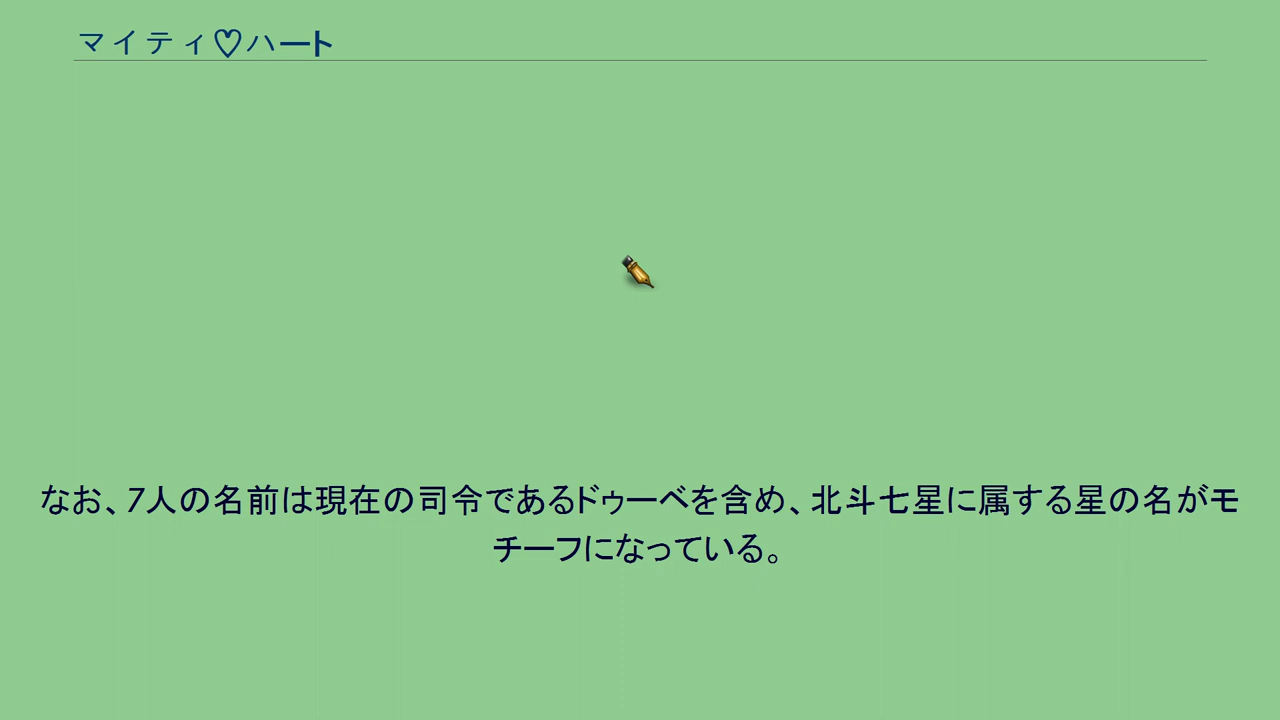 マイティ♡ハート
なお、7人の名前は現在の司令であるドゥーベを含め、北斗七星に属する星の名がモ
チーフになっている。